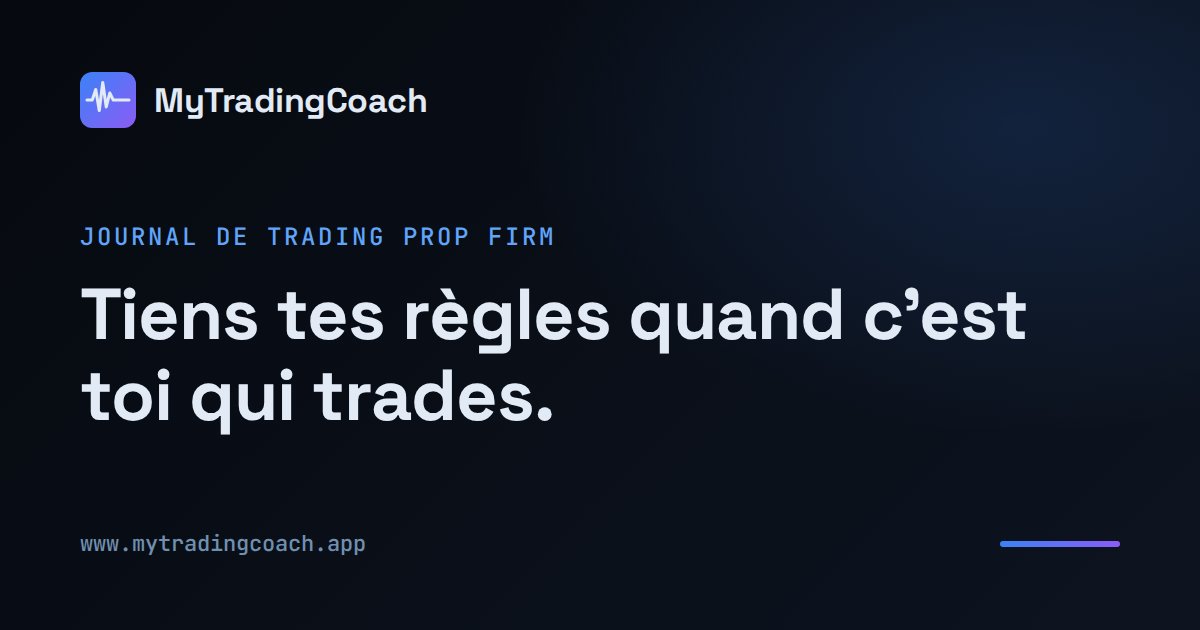 MyTradingCoach
JOURNAL DE TRADING PROP FIRM
Tiens tes règles quand c’est
toi qui trades.
www.mytradingcoach.app